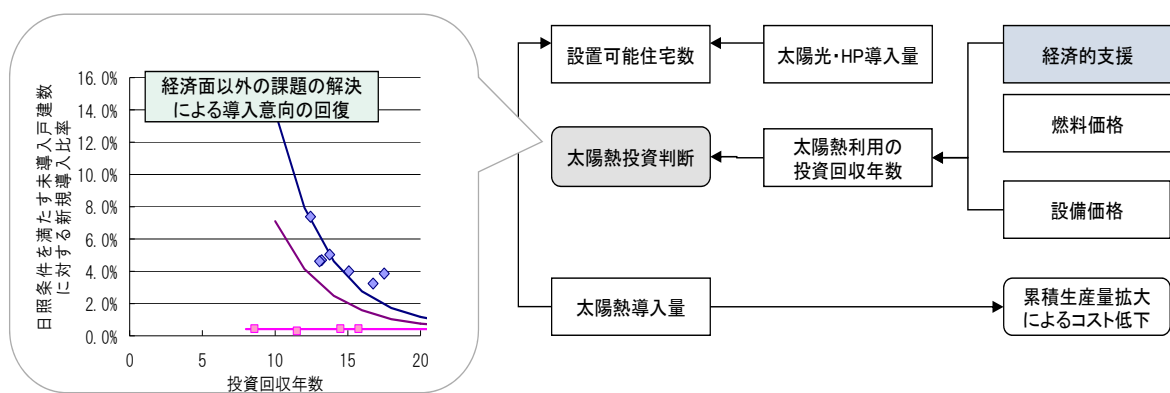 日照条件を満たす未導入戸建数
に対する新規導入比率
16.0%
14.0%
12.0%
10.0%
8.0%
6.0%
4.0%
2.0%
0.0%
経済面以外の課題の解決
による導入意向の回復
0
5
10
15
20
投資回収年数
設置可能住宅数
太陽光・HP導入量
経済的支援
燃料価格
太陽熱投資判断
太陽熱利用の
投資回収年数
設備価格
太陽熱導入量
累積生産量拡大
によるコスト低下